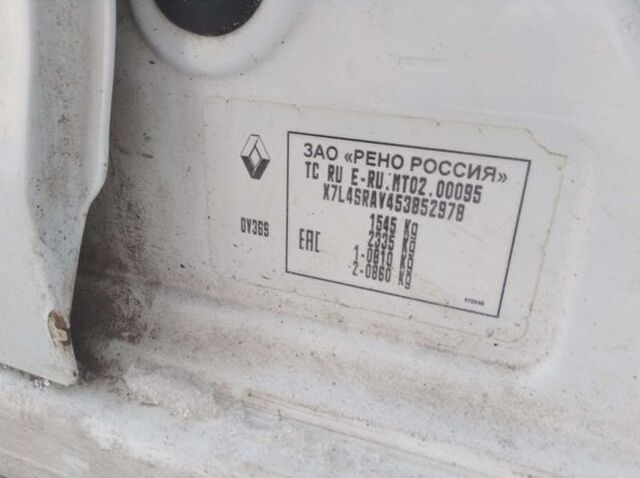 ЗАО «РЕНО РОССИЯ»
TC RU E-RU.MT02.00095
X7L4SRAV453852978
1545 Kg
2335 Kg
1-0810 Kg
2-0860 Kg
0V369
EAC